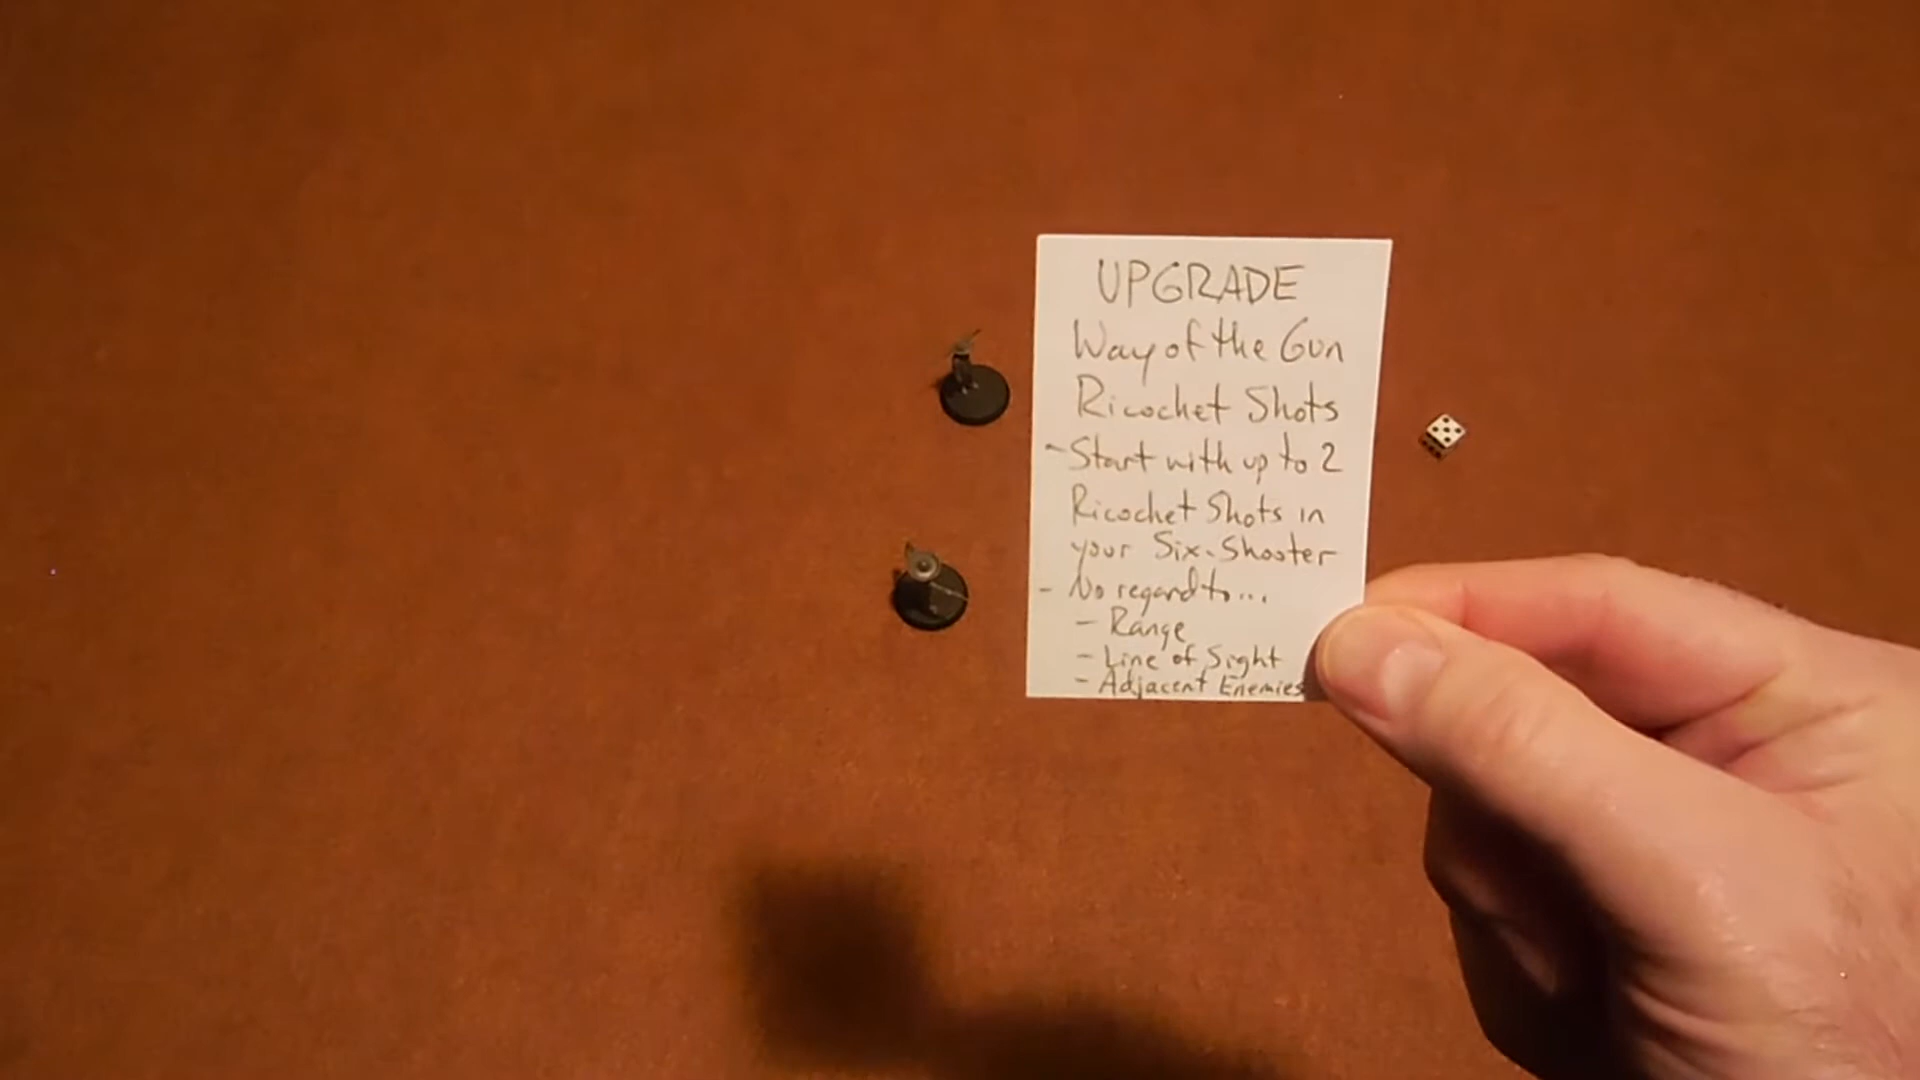 UPGRADE
Way of the Gun
Ricochet Shots
- Start with up to 2
Ricochet Shots in
your Six-Shooter
- No regard to...
- Range
- Line of Sight
- Adjacent Enemies